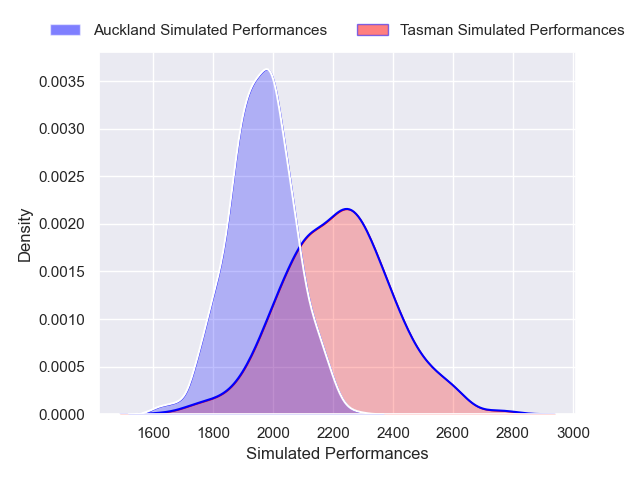 Auckland Simulated Performances Tasman Simulated Performances
0.0035
0.0030
0.0025
0.0020
0.0015
0.0010
0.0005
0.0000
Density
1600 1800 2000 2200 2400 2600 2800 3000
Simulated Performances